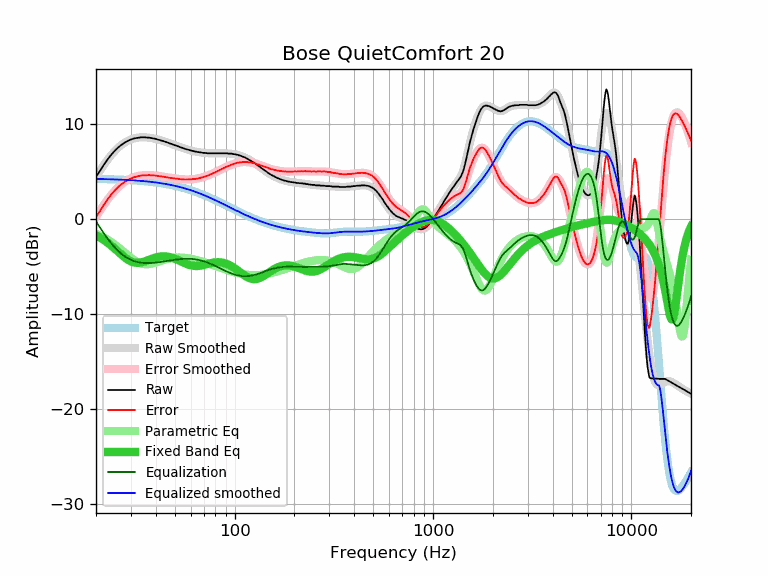 Bose QuietComfort 20
Amplitude (dBr)
10
0
−10
−20
−30
Target
Raw Smoothed
Error Smoothed
Raw
Error
Parametric Eq
Fixed Band Eq
Equalization
Equalized smoothed
100
1000
10000
Frequency (Hz)